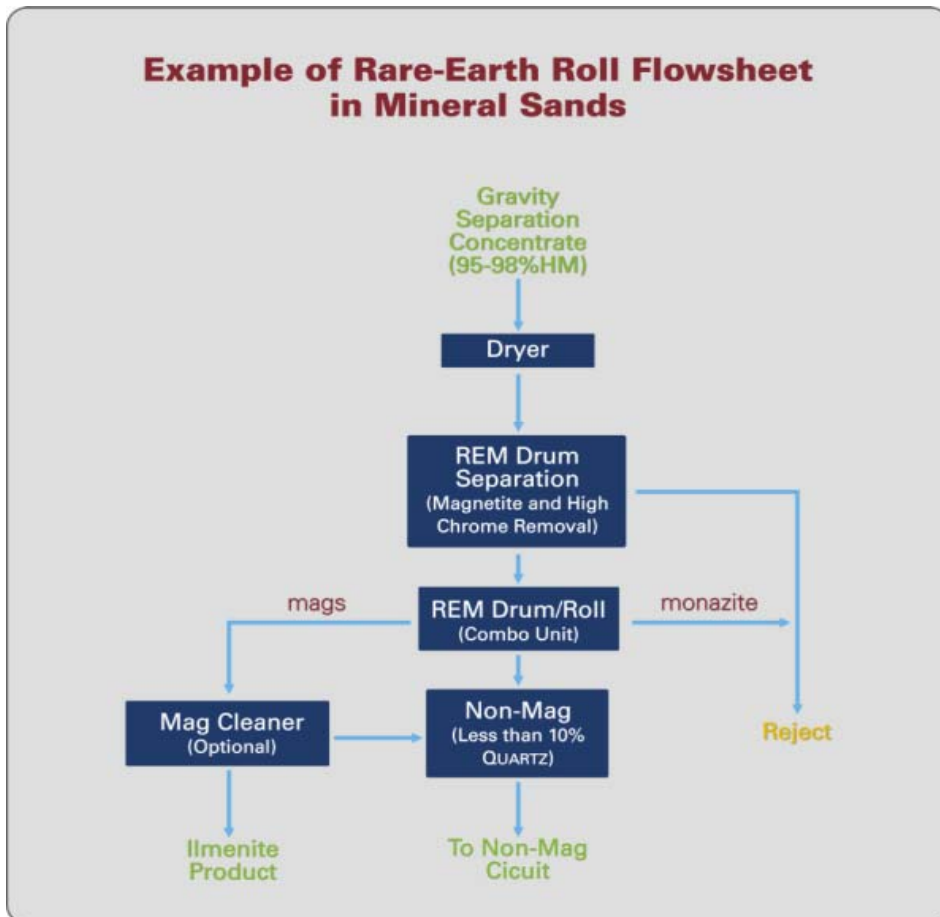 Example of Rare-Earth Roll Flowsheet
in Mineral Sands
Gravity
Separation
Concentrate
(95-98%HM)
Dryer
REM Drum
Separation
(Magnetite and High
Chrome Removal)
mags
REM Drum/Roll
(Combo Unit)
monazite
Mag Cleaner
(Optional)
Non-Mag
(Less than 10%
QUARTZ)
Reject
Ilmenite
Product
To Non-Mag
Cicuit